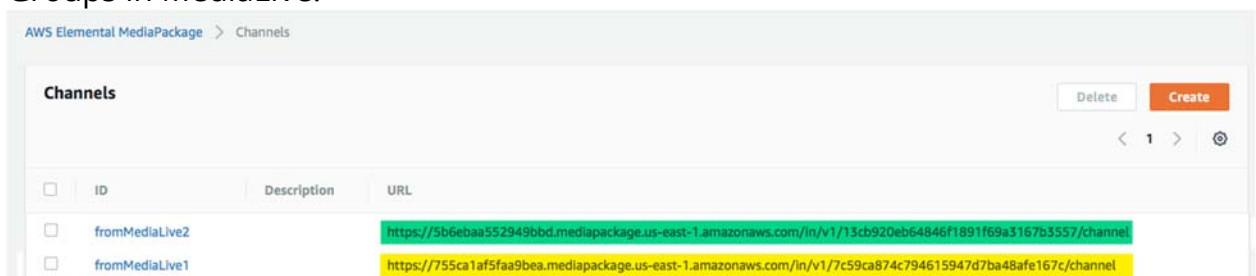 Groups in MediaLive.
AWS Elemental MediaPackage > Channels
Channels
Delete Create
< 1 >
ID Description URL
fromMediaLive2 https://5b6ebaa552949bbd.mediapackage.us-east-1.amazonaws.com/in/v1/13cb920eb64846f1891f69a3167b3557/channel
fromMediaLive1 https://755ca1af5faa9bea.mediapackage.us-east-1.amazonaws.com/in/v1/7c59ca874c794615947d7ba48afe167c/channel